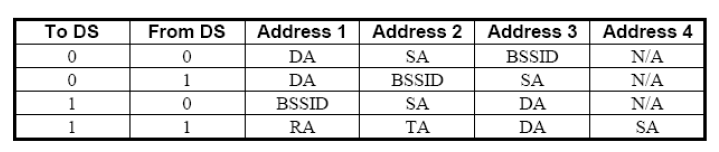 To DS From DS Address 1 Address 2 Address 3 Address 4
0 0 DA SA BSSID N/A
0 1 DA BSSID SA N/A
1 0 BSSID SA DA N/A
1 1 RA TA DA SA